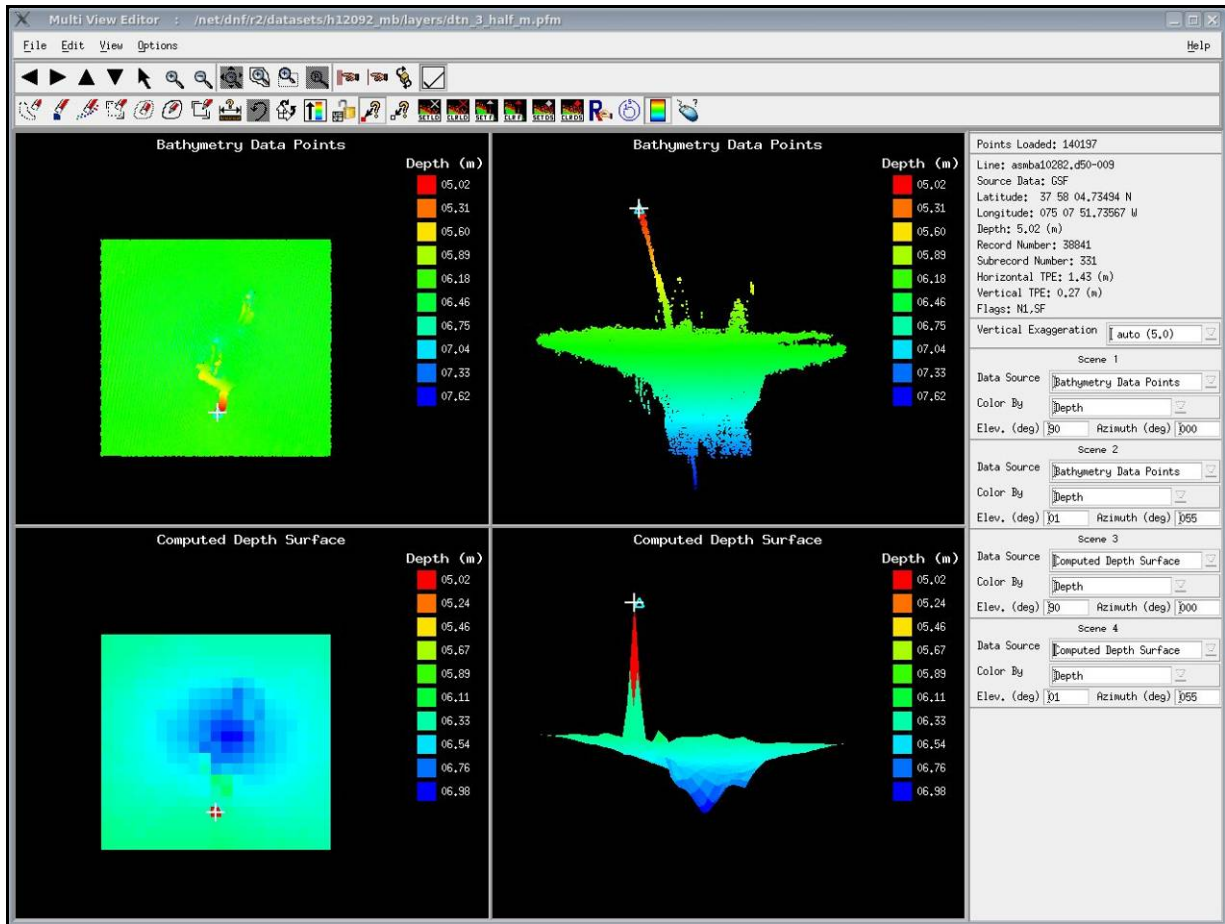 Multi View Editor : /net/dnf/r2/datasets/h12092_mb/layers/dtn_3_half_m.pfm
File Edit View Options Help
Bathymetry Data Points
Depth (m)
05.02
05.31
05.60
05.89
06.18
06.46
06.75
07.04
07.33
07.62
Bathymetry Data Points
Depth (m)
05.02
05.31
05.60
05.89
06.18
06.46
06.75
07.04
07.33
07.62
Computed Depth Surface
Depth (m)
05.02
05.24
05.46
05.67
05.89
06.11
06.33
06.54
06.76
06.98
Computed Depth Surface
Depth (m)
05.02
05.24
05.46
05.67
05.89
06.11
06.33
06.54
06.76
06.98
Points Loaded: 140197
Line: asmba10282.d50-009
Source Data: GSF
Latitude: 37 58 04.73494 N
Longitude: 075 07 51.73567 W
Depth: 5.02 (m)
Record Number: 38841
Subrecord Number: 331
Horizontal TPE: 1.43 (m)
Vertical TPE: 0.27 (m)
Flags: N1,SF
Vertical Exaggeration auto (5.0)
Scene 1
Data Source Bathymetry Data Points
Color By Depth
Elev. (deg) 90 Azimuth (deg) 000
Scene 2
Data Source Bathymetry Data Points
Color By Depth
Elev. (deg) 01 Azimuth (deg) 055
Scene 3
Data Source Computed Depth Surface
Color By Depth
Elev. (deg) 90 Azimuth (deg) 000
Scene 4
Data Source Computed Depth Surface
Color By Depth
Elev. (deg) 01 Azimuth (deg) 055